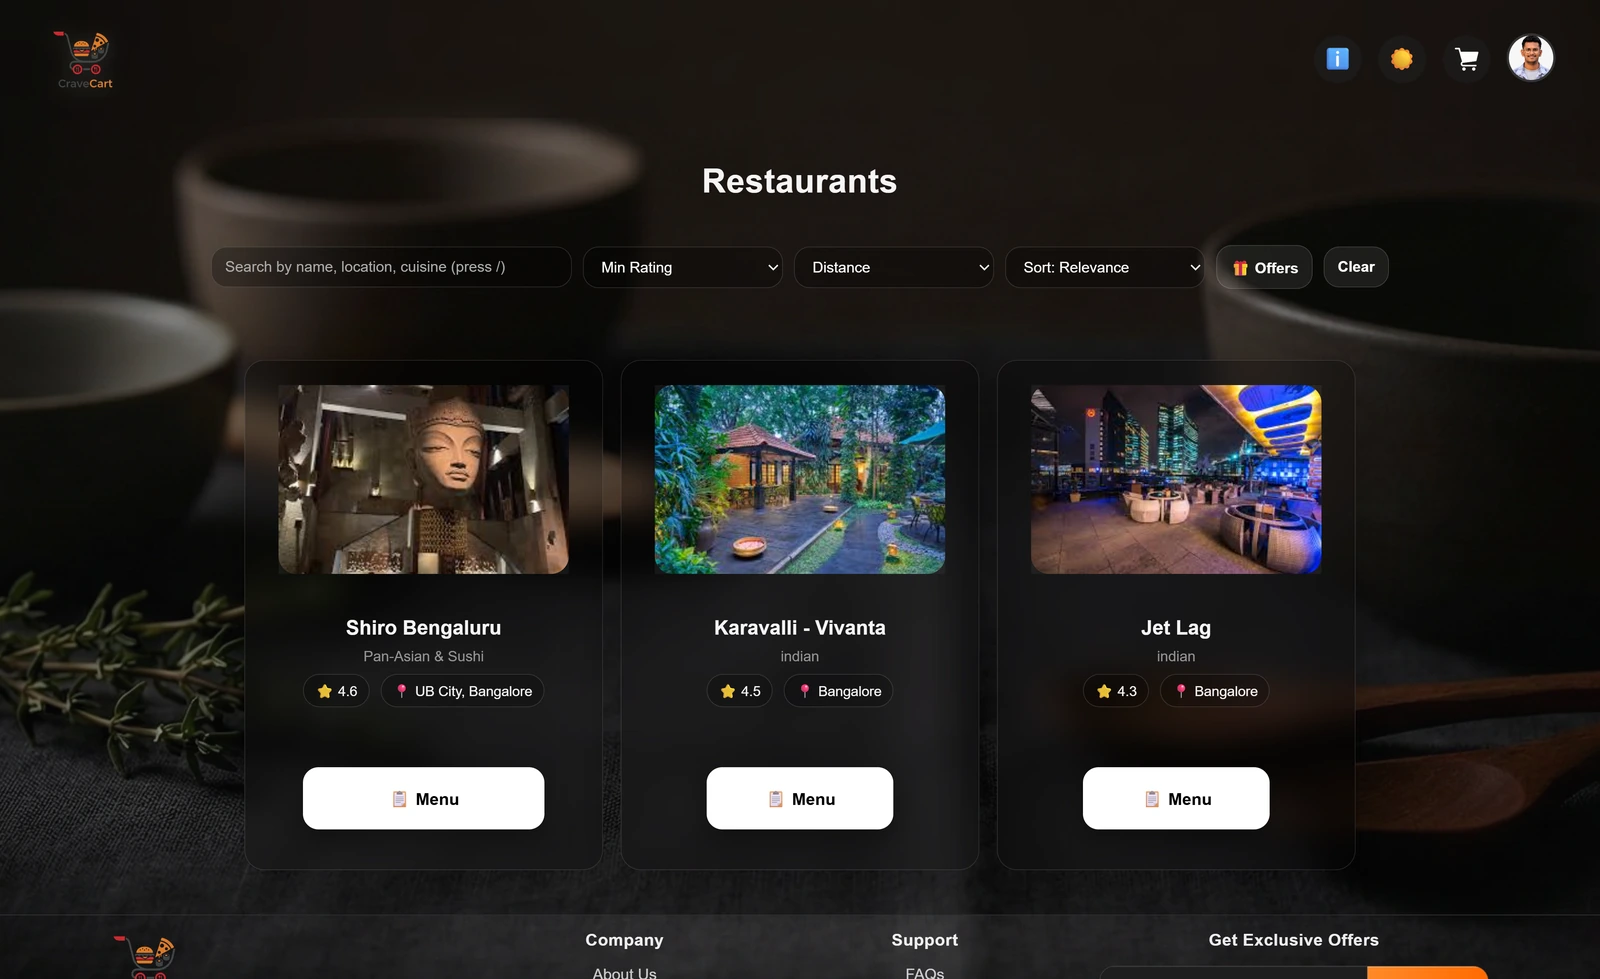 CraveCart
Restaurants
Search by name, location, cuisine (press /)
Min Rating
Distance
Sort: Relevance
Offers
Clear
Shiro Bengaluru
Pan-Asian & Sushi
4.6
UB City, Bangalore
Menu
Karavalli - Vivanta
indian
4.5
Bangalore
Menu
Jet Lag
indian
4.3
Bangalore
Menu
Company
About Us
Support
FAQs
Get Exclusive Offers